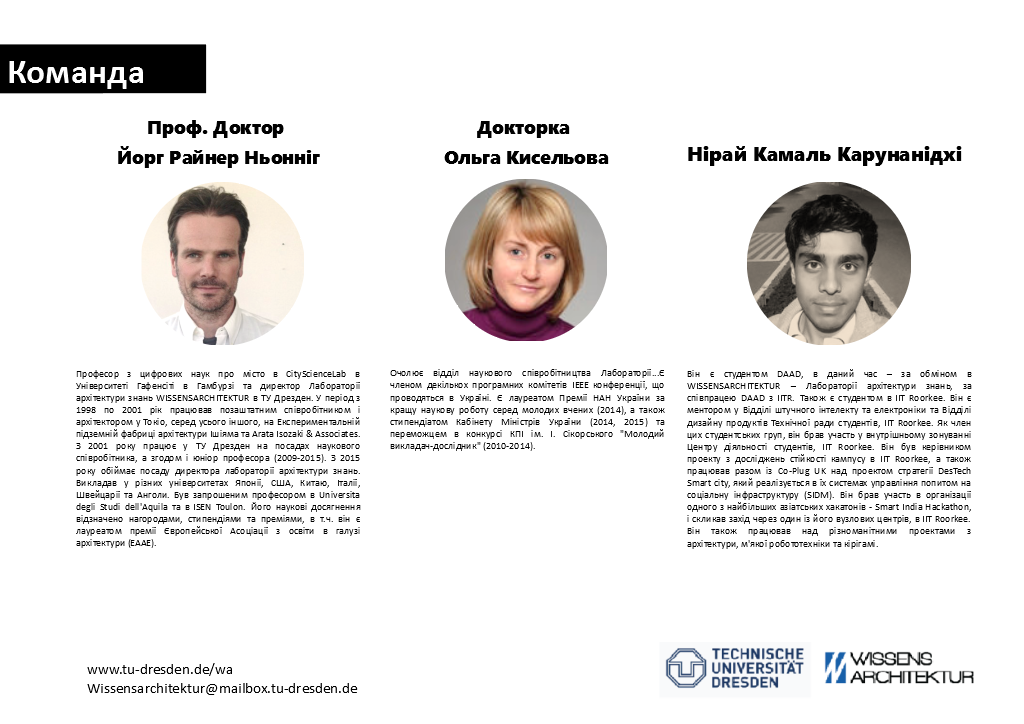 Команда
Проф. Доктор
Йорг Райнер Ньонніг
Докторка
Ольга Кисельова
Нірай Камаль Карунанідхі
Професор з цифрових наук про місто в CityScienceLab в
Університеті Гафенсіті в Гамбурзі та директор Лабораторії
архітектури знань WISSENSARCHITEKTUR в ТУ Дрезден. У період з
1998 по 2001 рік працював позаштатним співробітником і
архітектором у Токіо, серед усього іншого, на Експериментальній
підземній фабриці архітектури Ішіяма та Arata Isozaki & Associates.
З 2001 року працює у ТУ Дрезден на посадах наукового
співробітника, а згодом і юніор професора (2009-2015). З 2015
року обіймає посаду директора лабораторії архітектури знань.
Викладав у різних університетах Японії, США, Китаю, Італії,
Швейцарії та Анголи. Був запрошеним професором в Universita
degli Studi dell'Aquila та в ISEN Toulon. Його наукові досягнення
відзначено нагородами, стипендіями та преміями, в т.ч. він є
лауреатом премії Європейської Асоціації з освіти в галузі
архітектури (EAAE).
Очолює відділ наукового співробітництва Лабораторії...Є
членом декількох програмних комітетів IEEE конференції, що
проводяться в Україні. Є лауреатом Премії НАН України за
кращу наукову роботу серед молодих вчених (2014), а також
стипендіатом Кабінету Міністрів України (2014, 2015) та
переможцем в конкурсі КПІ ім. І. Сікорського "Молодий
викладач-дослідник" (2010-2014).
Він є студентом DAAD, в даний час – за обміном в
WISSENSARCHITEKTUR – Лабораторії архітектури знань, за
співпрацею DAAD з IITR. Також є студентом в IIT Roorkee. Він є
ментором у Відділі штучного інтелекту та електроніки та Відділі
дизайну продуктів Технічної ради студентів, IIT Roorkee. Як член
цих студентських груп, він брав участь у внутрішньому зонуванні
Центру діяльності студентів, IIT Roorkee. Він був керівником
проекту з досліджень стійкості кампусу в IIT Roorkee, а також
працював разом із Co-Plug UK над проектом стратегії DesTech
Smart city, який реалізується в їх системах управління попитом на
соціальну інфраструктуру (SIDM). Він брав участь в організації
одного з найбільших азіатських хакатонів - Smart India Hackathon,
і скликав захід через один із його вузлових центрів, в IIT Roorkee.
Він також працював над різноманітними проектами з
архітектури, м'якої робототехніки та кірігамі.
www.tu-dresden.de/wa
Wissensarchitektur@mailbox.tu-dresden.de
TECHNISCHE
UNIVERSITÄT
DRESDEN
WISSENS
ARCHITEKTUR